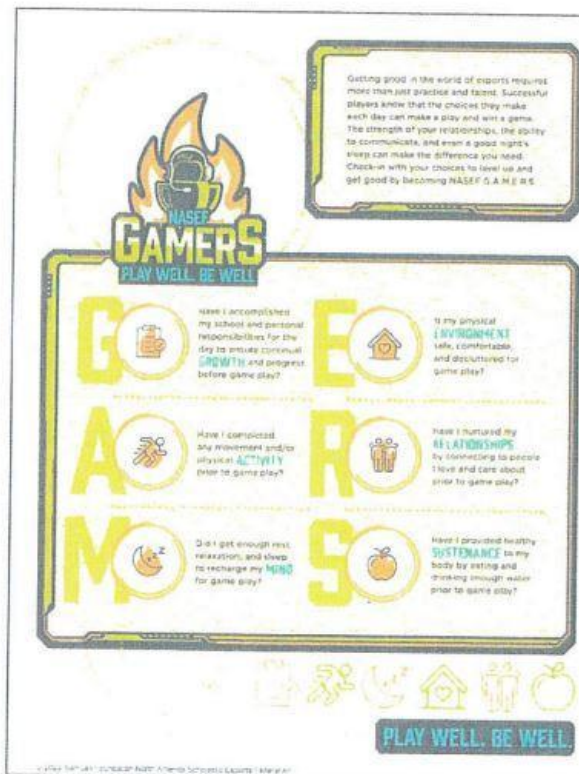 Getting good in the world of esports requires
more than just practice and talent. Successful
players know that the choices they make
each day can make a play and win a game.
The strength of your relationships, the ability
to communicate, and even a good night's
sleep can make the difference you need.
Check-in with your choices to level up and
get good by becoming NASEF G.A.M.E.R.S.
NASEF
GAMERS
PLAY WELL. BE WELL.
G
Have I accomplished
my school and personal
responsibilities for the
day to ensure continual
GROWTH and progress
before game play?
A
Have I completed
any movement and/or
physical ACTIVITY
prior to game play?
M
Did I get enough rest,
relaxation, and sleep
to recharge my MIND
for game play?
E
Is my physical
ENVIRONMENT
safe, comfortable,
and decluttered for
game play?
R
Have I nurtured my
RELATIONSHIPS
by connecting to people
I love and care about
prior to game play?
S
Have I provided healthy
SUSTENANCE to my
body by eating and
drinking enough water
prior to game play?
PLAY WELL. BE WELL.